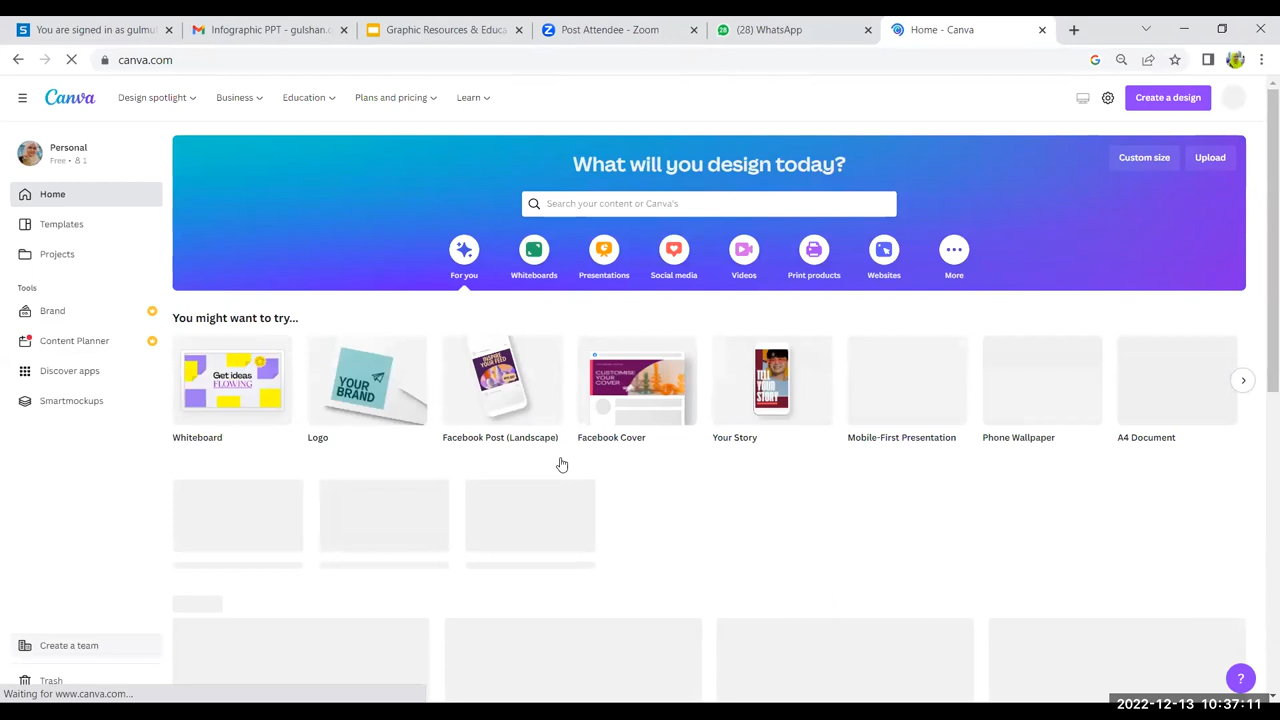 You are signed in as gulmu
Infographic PPT - gulshan.c
Graphic Resources & Educa
Post Attendee - Zoom
(28) WhatsApp
Home - Canva
canva.com
Canva
Design spotlight
Business
Education
Plans and pricing
Learn
Create a design
Personal
Free • 1
What will you design today?
Custom size
Upload
Home
Search your content or Canva's
Templates
Projects
For you
Whiteboards
Presentations
Social media
Videos
Print products
Websites
More
Tools
Brand
Content Planner
Discover apps
Smartmockups
You might want to try...
Get ideas
FLOWING
YOUR
BRAND
INSPIRE
YOUR FEED
CUSTOMISE
YOUR
COVER
TELL
YOUR
STORY
Whiteboard
Logo
Facebook Post (Landscape)
Facebook Cover
Your Story
Mobile-First Presentation
Phone Wallpaper
A4 Document
Create a team
Trash
?
Waiting for www.canva.com...
2022-12-13 10:37:11